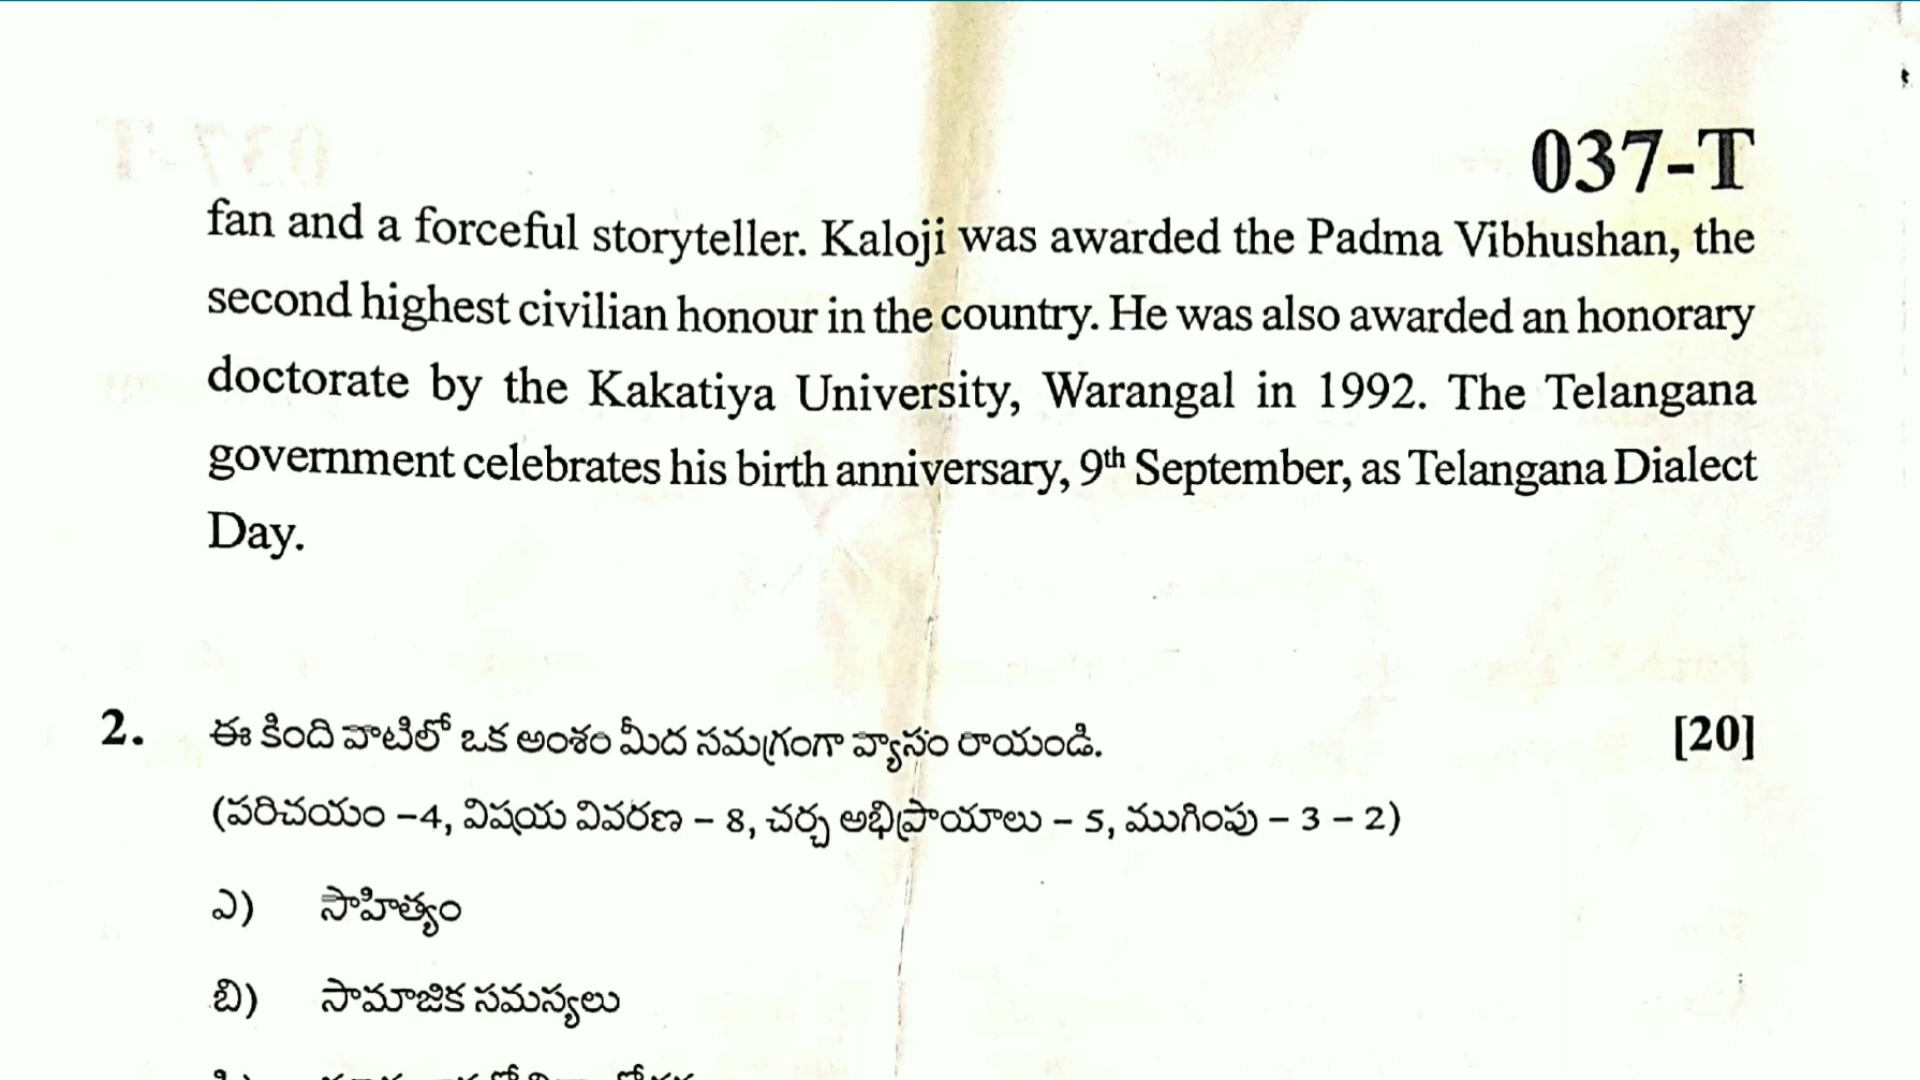 037-T
fan and a forceful storyteller. Kaloji was awarded the Padma Vibhushan, the
second highest civilian honour in the country. He was also awarded an honorary
doctorate by the Kakatiya University, Warangal in 1992. The Telangana
government celebrates his birth anniversary, 9th September, as Telangana Dialect
Day.
2. ఈ కింది వాటిలో ఒక అంశం మీద సమగ్రంగా వ్యాసం రాయండి. [20]
(పరిచయం –4, విషయ వివరణ – 8, చర్చ అభిప్రాయాలు – 5, ముగింపు – 3 – 2)
ఎ) సాహిత్యం
బి) సామాజిక సమస్యలు